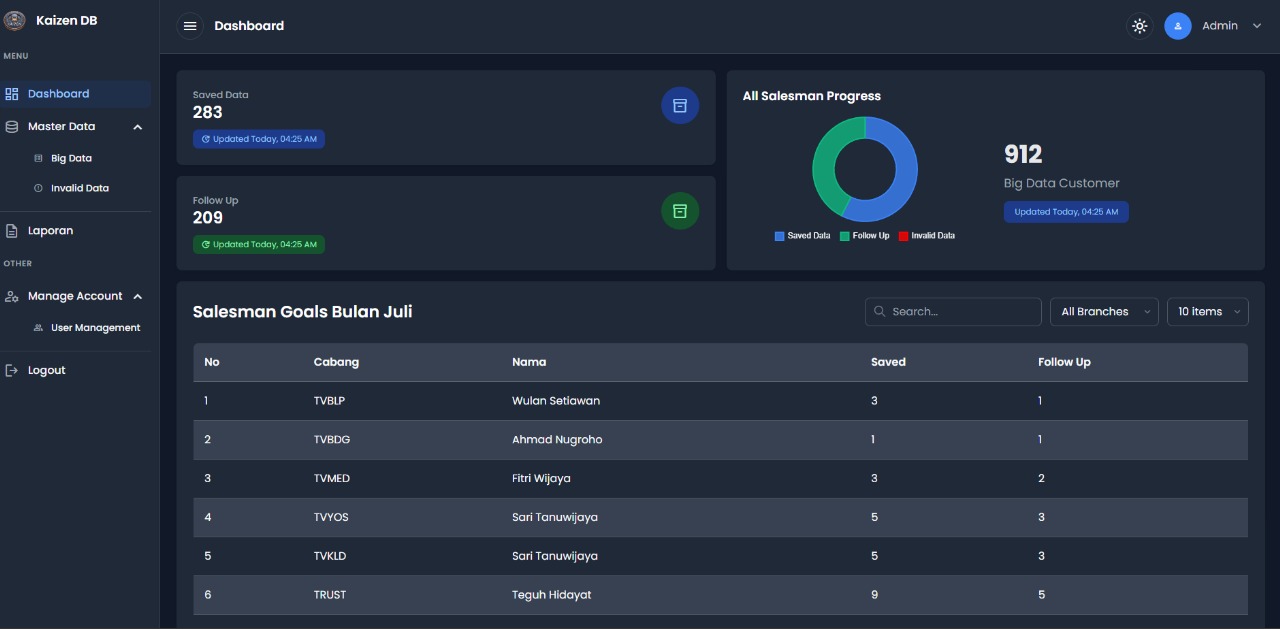 Kaizen DB
MENU
Dashboard
Master Data
Big Data
Invalid Data
Laporan
OTHER
Manage Account
User Management
Logout
Dashboard
Admin
Saved Data
283
Updated Today, 04:25 AM
Follow Up
209
Updated Today, 04:25 AM
All Salesman Progress
Saved Data Follow Up Invalid Data
912
Big Data Customer
Updated Today, 04:25 AM
Salesman Goals Bulan Juli
Search... All Branches 10 items
No Cabang Nama Saved Follow Up
1 TVBLP Wulan Setiawan 3 1
2 TVBDG Ahmad Nugroho 1 1
3 TVMED Fitri Wijaya 3 2
4 TVYOS Sari Tanuwijaya 5 3
5 TVKLD Sari Tanuwijaya 5 3
6 TRUST Teguh Hidayat 9 5